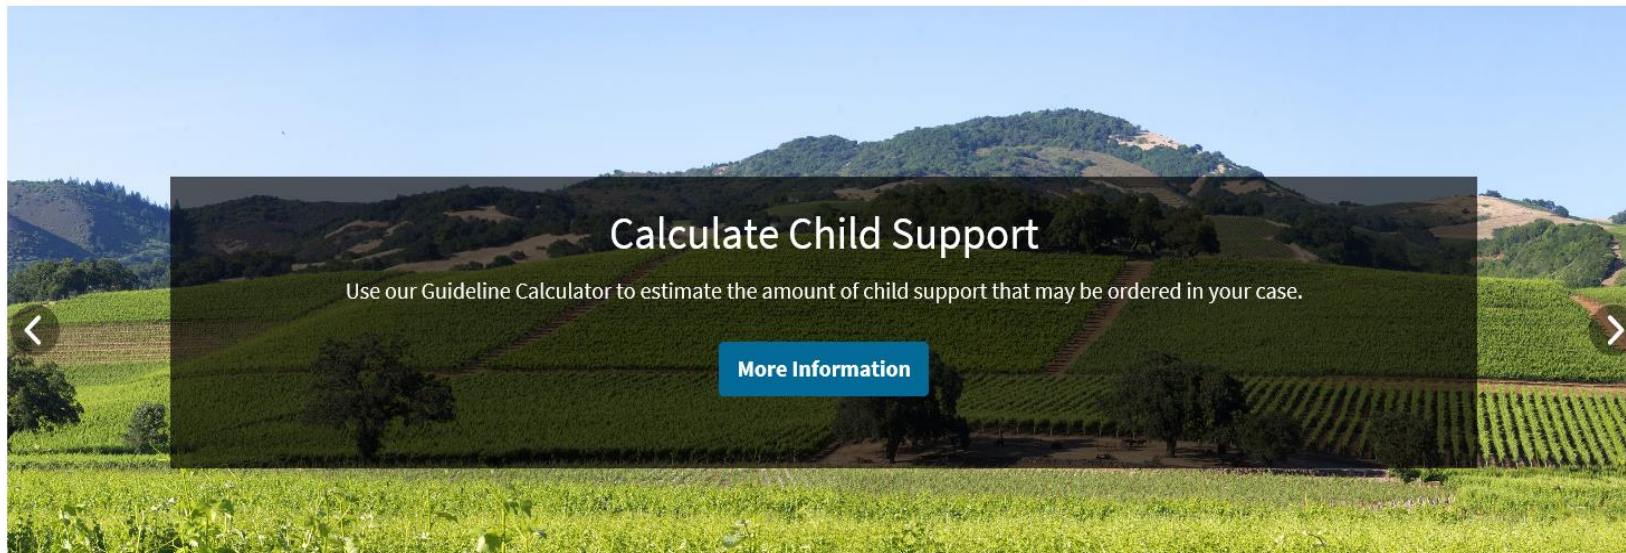 Calculate Child Support
Use our Guideline Calculator to estimate the amount of child support that may be ordered in your case.
More Information